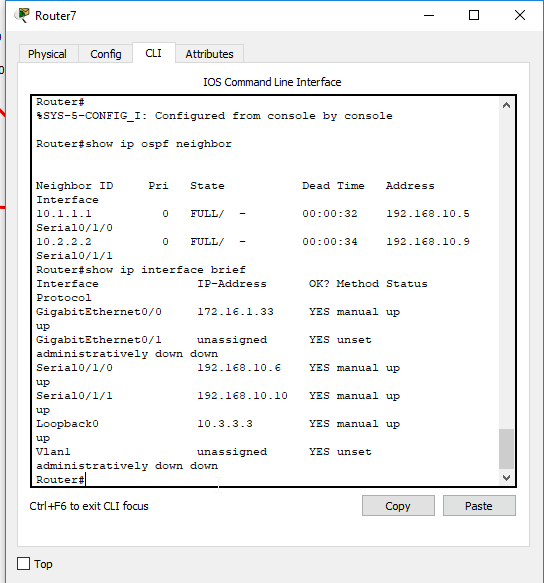 Router7
Physical Config CLI Attributes
IOS Command Line Interface
Router#
%SYS-5-CONFIG_I: Configured from console by console
Router#show ip ospf neighbor
Neighbor ID Pri State Dead Time Address
Interface
10.1.1.1 0 FULL/ - 00:00:32 192.168.10.5
Serial0/1/0
10.2.2.2 0 FULL/ - 00:00:34 192.168.10.9
Serial0/1/1
Router#show ip interface brief
Interface IP-Address OK? Method Status
Protocol
GigabitEthernet0/0 172.16.1.33 YES manual up
up
GigabitEthernet0/1 unassigned YES unset
administratively down down
Serial0/1/0 192.168.10.6 YES manual up
up
Serial0/1/1 192.168.10.10 YES manual up
up
Loopback0 10.3.3.3 YES manual up
up
Vlan1 unassigned YES unset
administratively down down
Router#
Ctrl+F6 to exit CLI focus Copy Paste
Top